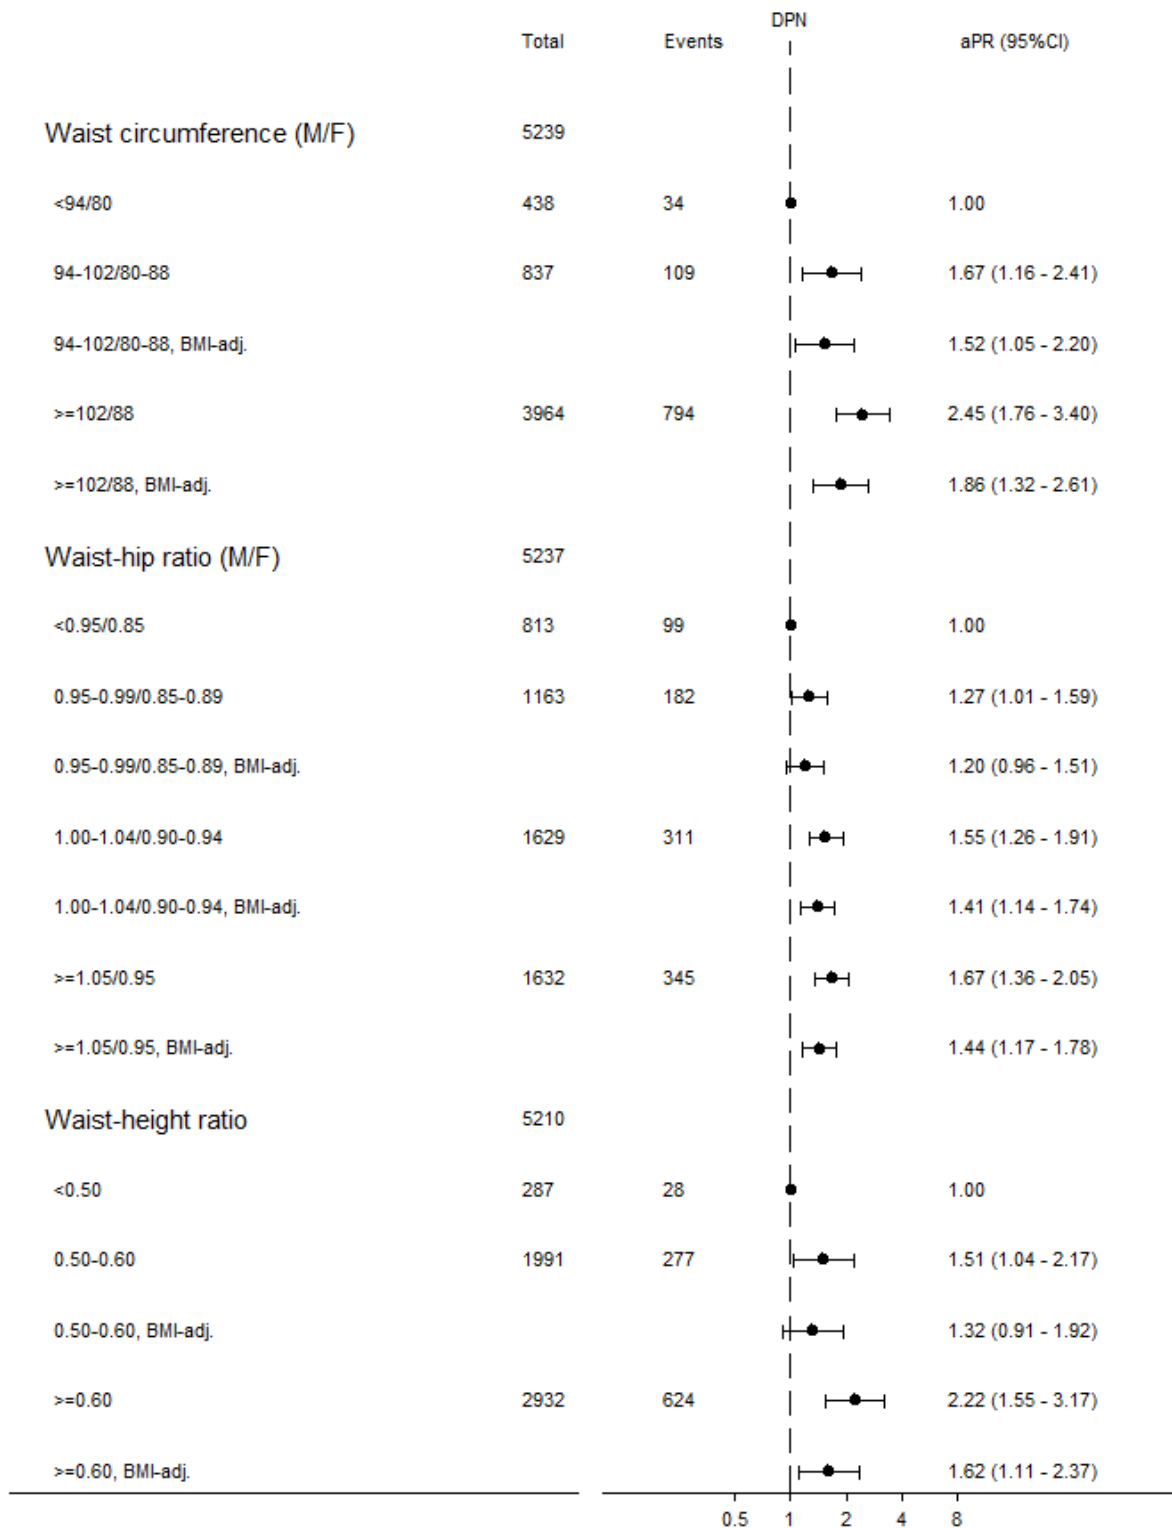 DPN
Total Events aPR (95%CI)
Waist circumference (M/F) 5239
<94/80 438 34 1.00
94-102/80-88 837 109 1.67 (1.16 - 2.41)
94-102/80-88, BMI-adj. 1.52 (1.05 - 2.20)
>=102/88 3964 794 2.45 (1.76 - 3.40)
>=102/88, BMI-adj. 1.86 (1.32 - 2.61)
Waist-hip ratio (M/F) 5237
<0.95/0.85 813 99 1.00
0.95-0.99/0.85-0.89 1163 182 1.27 (1.01 - 1.59)
0.95-0.99/0.85-0.89, BMI-adj. 1.20 (0.96 - 1.51)
1.00-1.04/0.90-0.94 1629 311 1.55 (1.26 - 1.91)
1.00-1.04/0.90-0.94, BMI-adj. 1.41 (1.14 - 1.74)
>=1.05/0.95 1632 345 1.67 (1.36 - 2.05)
>=1.05/0.95, BMI-adj. 1.44 (1.17 - 1.78)
Waist-height ratio 5210
<0.50 287 28 1.00
0.50-0.60 1991 277 1.51 (1.04 - 2.17)
0.50-0.60, BMI-adj. 1.32 (0.91 - 1.92)
>=0.60 2932 624 2.22 (1.55 - 3.17)
>=0.60, BMI-adj. 1.62 (1.11 - 2.37)
0.5 1 2 4 8